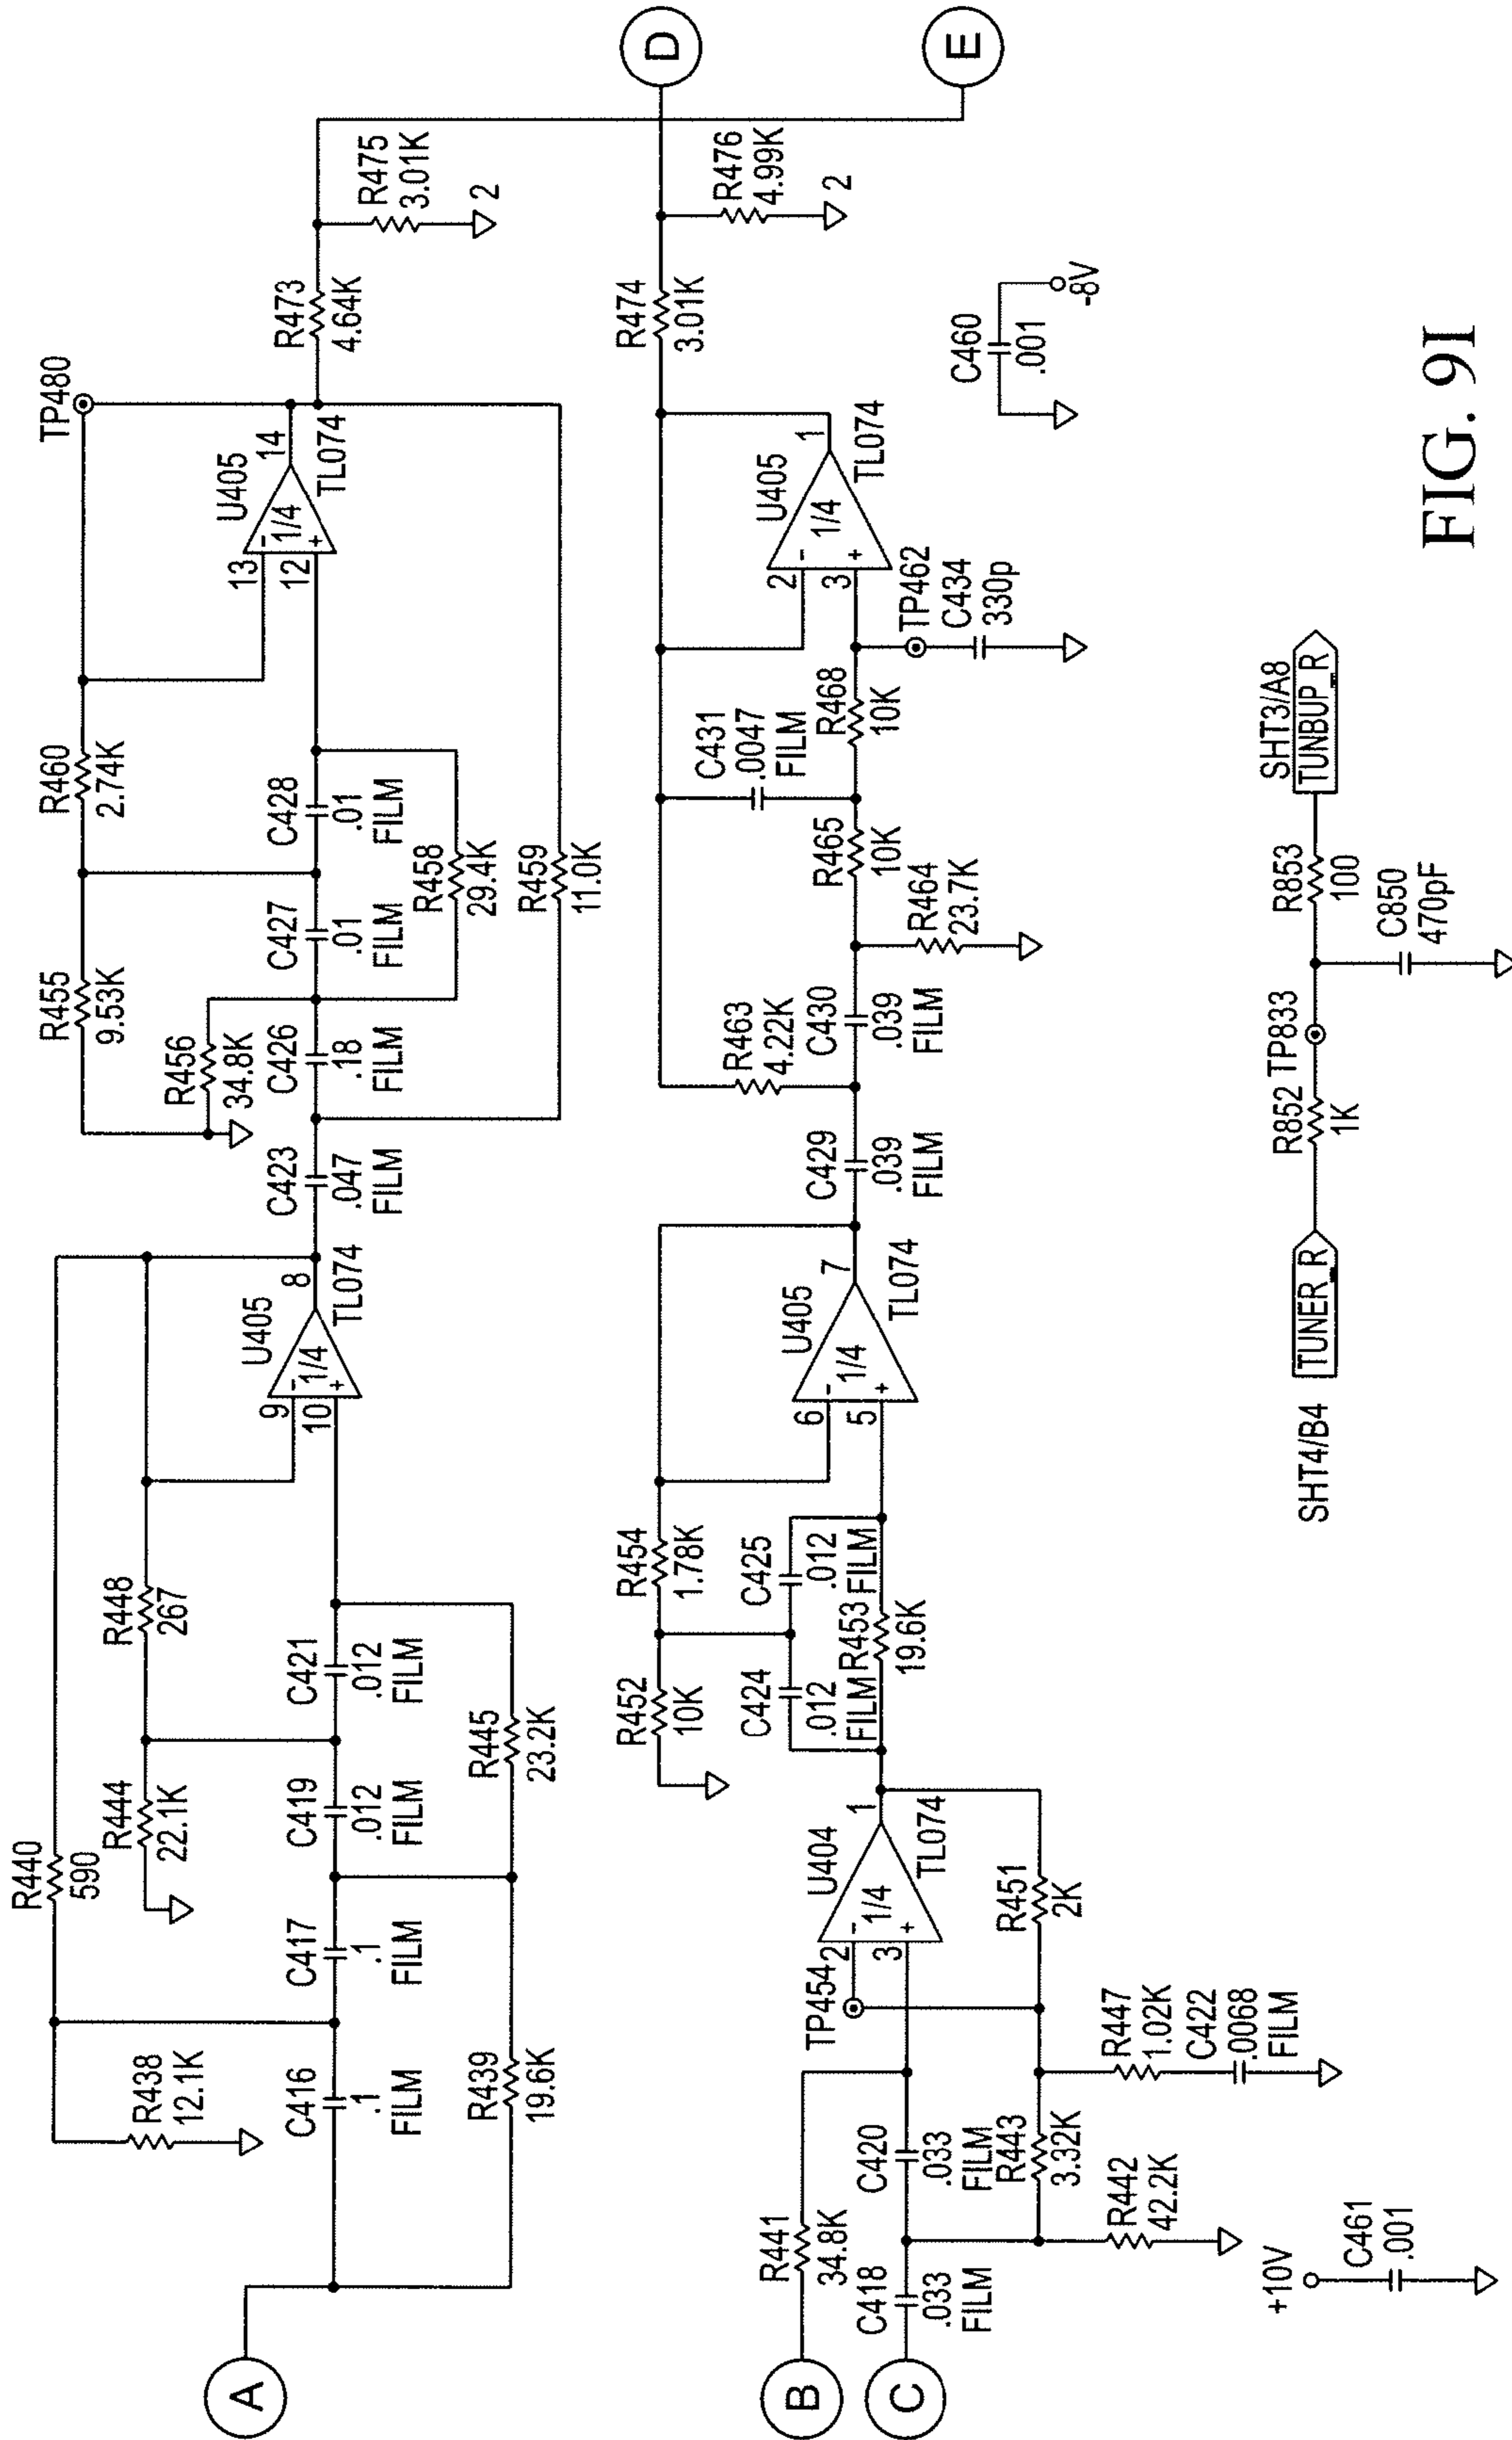 R440
590
R438
12.1K
R444
22.1K
R448
267
C416
.1
FILM
C417
.1
FILM
C419
.012
FILM
C421
.012
FILM
R439
19.6K
R445
23.2K
A
9
10
-
+
1/4
U405
8
TL074
C423
.047
FILM
R455
9.53K
R456
34.8K
C426
.18
FILM
C427
.01
FILM
C428
.01
FILM
R458
29.4K
R459
11.0K
R460
2.74K
TP480
13
12
-
+
1/4
U405
14
TL074
R473
4.64K
R475
3.01K
2
E
B
C
R441
34.8K
C418
.033
FILM
C420
.033
FILM
R443
3.32K
R442
42.2K
TP454
2
3
-
+
1/4
U404
1
TL074
R451
2K
R447
1.02K
C422
.0068
FILM
R452
10K
R454
1.78K
C424
.012
FILM
C425
.012
FILM
R453
19.6K
6
5
-
+
1/4
U405
7
TL074
C429
.039
FILM
R463
4.22K
C430
.039
FILM
R464
23.7K
R465
10K
C431
.0047
FILM
R468
10K
2
3
-
+
1/4
U405
1
TL074
TP462
C434
330p
R474
3.01K
R476
4.99K
2
D
C460
.001
-8V
+10V
C461
.001
SHT4/B4
TUNER_R
R852
1K
TP833
C850
470pF
R853
100
SHT3/A8
TUNBUP_R
FIG. 9I